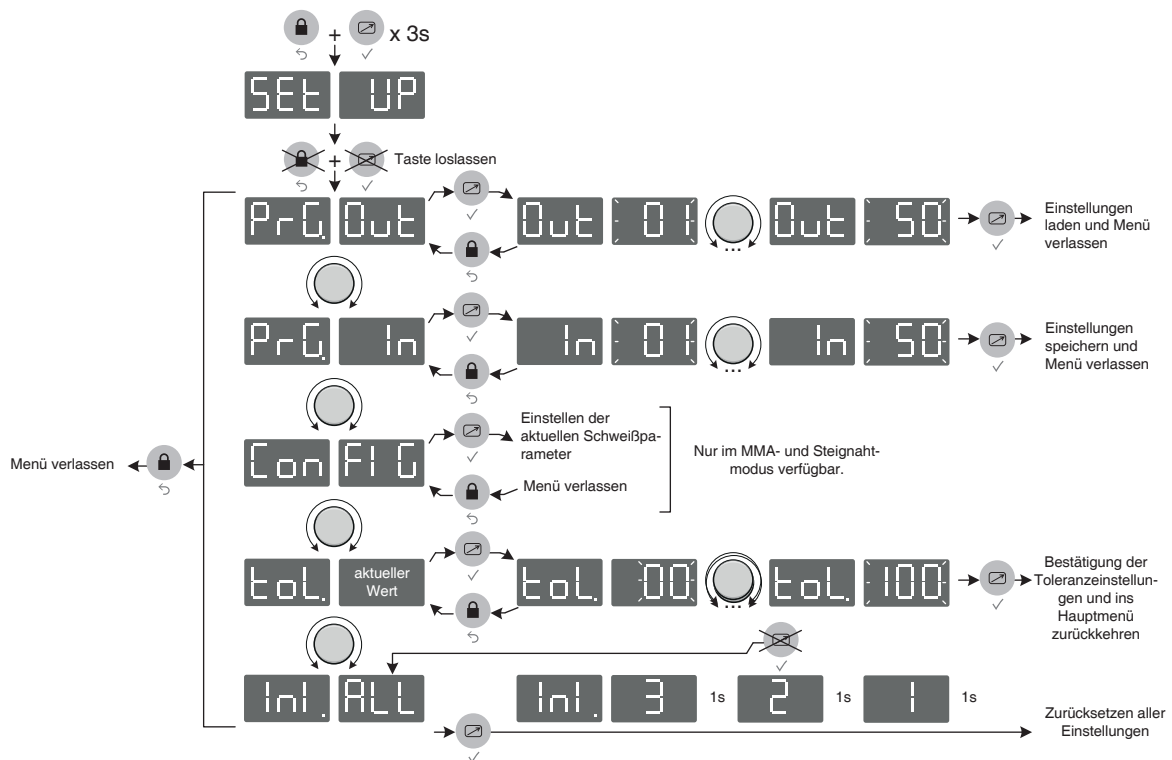 + x 3s
SEt UP
+ Taste loslassen
PrG. Out Out 01 ... Out 50
Einstellungen
laden und Menü
verlassen
PrG. In In 01 ... In 50
Einstellungen
speichern und
Menü verlassen
Con FIG
Einstellen der
aktuellen Schweißpa-
rameter
Menü verlassen
Nur im MMA- und Steignaht-
modus verfügbar.
Menü verlassen
toL. aktueller
Wert
toL. 00 ... toL. 100
Bestätigung der
Toleranzeinstellun-
gen und ins
Hauptmenü
zurückkehren
InI. ALL InI. 3 1s 2 1s 1 1s
Zurücksetzen aller
Einstellungen